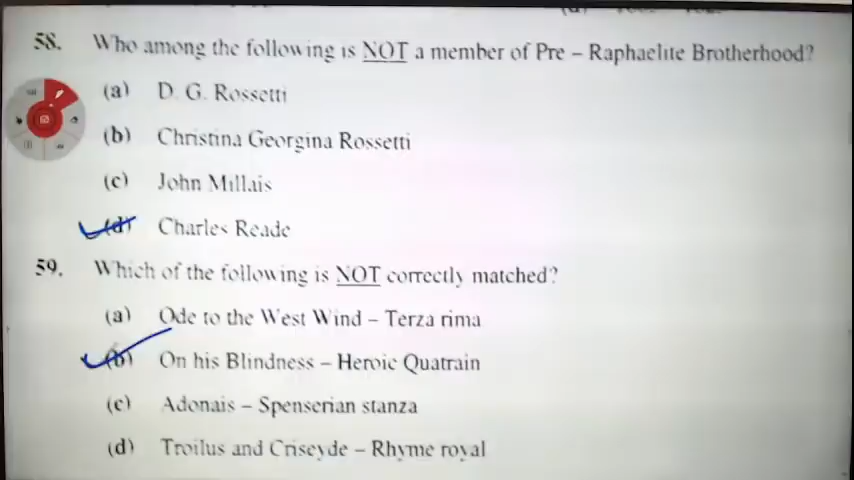 58. Who among the following is NOT a member of Pre – Raphaelite Brotherhood?
(a) D. G. Rossetti
(b) Christina Georgina Rossetti
(c) John Millais
(d) Charles Reade
59. Which of the following is NOT correctly matched?
(a) Ode to the West Wind – Terza rima
(b) On his Blindness – Heroic Quatrain
(c) Adonais – Spenserian stanza
(d) Troilus and Criseyde – Rhyme royal